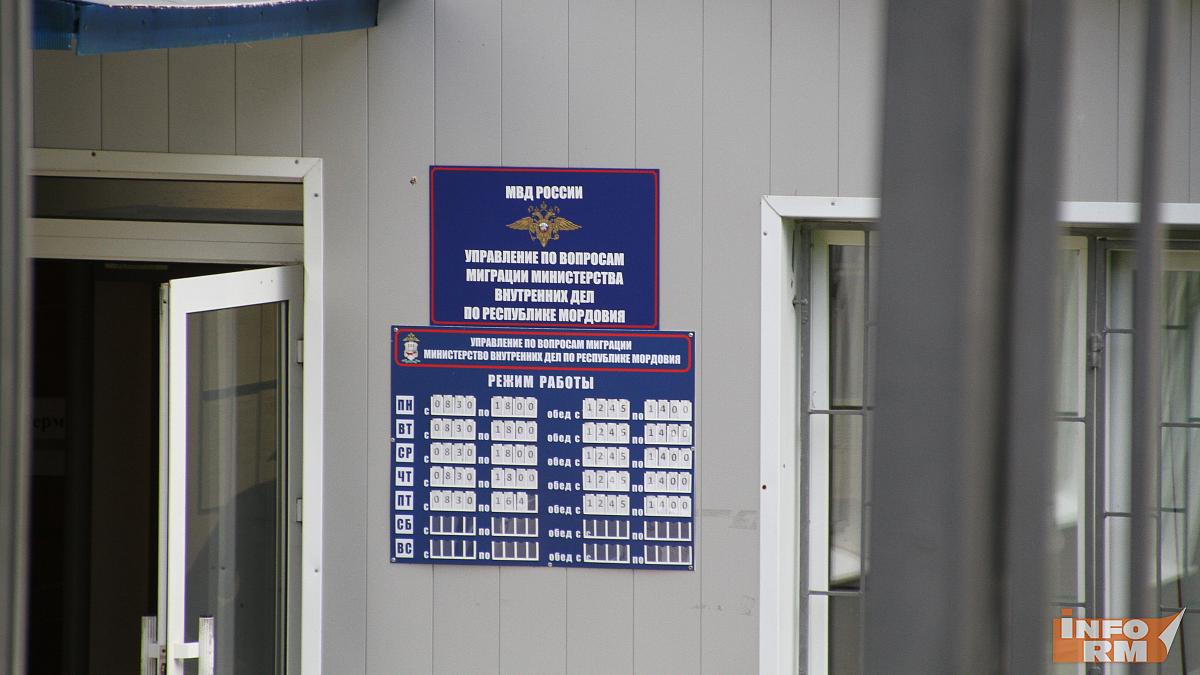 МВД РОССИИ
УПРАВЛЕНИЕ ПО ВОПРОСАМ
МИГРАЦИИ МИНИСТЕРСТВА
ВНУТРЕННИХ ДЕЛ
ПО РЕСПУБЛИКЕ МОРДОВИЯ
УПРАВЛЕНИЕ ПО ВОПРОСАМ МИГРАЦИИ
МИНИСТЕРСТВО ВНУТРЕННИХ ДЕЛ ПО РЕСПУБЛИКЕ МОРДОВИЯ
РЕЖИМ РАБОТЫ
ПН с 0830 по 1800 обед с 1245 по 1400
ВТ с 0830 по 1800 обед с 1245 по 1400
СР с 0830 по 1800 обед с 1245 по 1400
ЧТ с 0830 по 1800 обед с 1245 по 1400
ПТ с 0830 по 164 обед с 1245 по 1400
СБ с по обед с по
ВС с по обед с по
INFO
RM